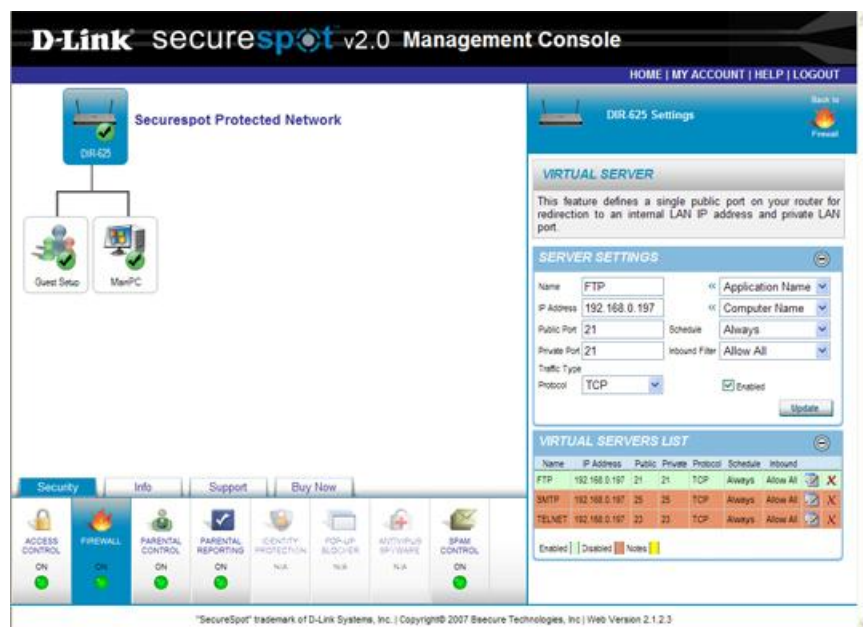 D-Link securespot v2.0 Management Console
HOME | MY ACCOUNT | HELP | LOGOUT
DIR-625
Securespot Protected Network
Guest Setup
MainPC
DIR-625 Settings
Back to
Firewall
VIRTUAL SERVER
This feature defines a single public port on your router for
redirection to an internal LAN IP address and private LAN
port.
SERVER SETTINGS
Name FTP << Application Name
IP Address 192.168.0.197 << Computer Name
Public Port 21 Schedule Always
Private Port 21 Inbound Filter Allow All
Traffic Type
Protocol TCP Enabled
Update
VIRTUAL SERVERS LIST
Name IP Address Public Private Protocol Schedule Inbound
FTP 192.168.0.197 21 21 TCP Always Allow All X
SMTP 192.168.0.197 25 25 TCP Always Allow All X
TELNET 192.168.0.197 23 23 TCP Always Allow All X
Enabled Disabled Notes
Security Info Support Buy Now
ACCESS
CONTROL
ON
FIREWALL
ON
PARENTAL
CONTROL
ON
PARENTAL
REPORTING
ON
IDENTITY
PROTECTION
N/A
POP-UP
BLOCKER
N/A
ANTIVIRUS
SPYWARE
N/A
SPAM
CONTROL
ON
"SecureSpot" trademark of D-Link Systems, Inc. | Copyright© 2007 Bsecure Technologies, Inc | Web Version 2.1.2.3